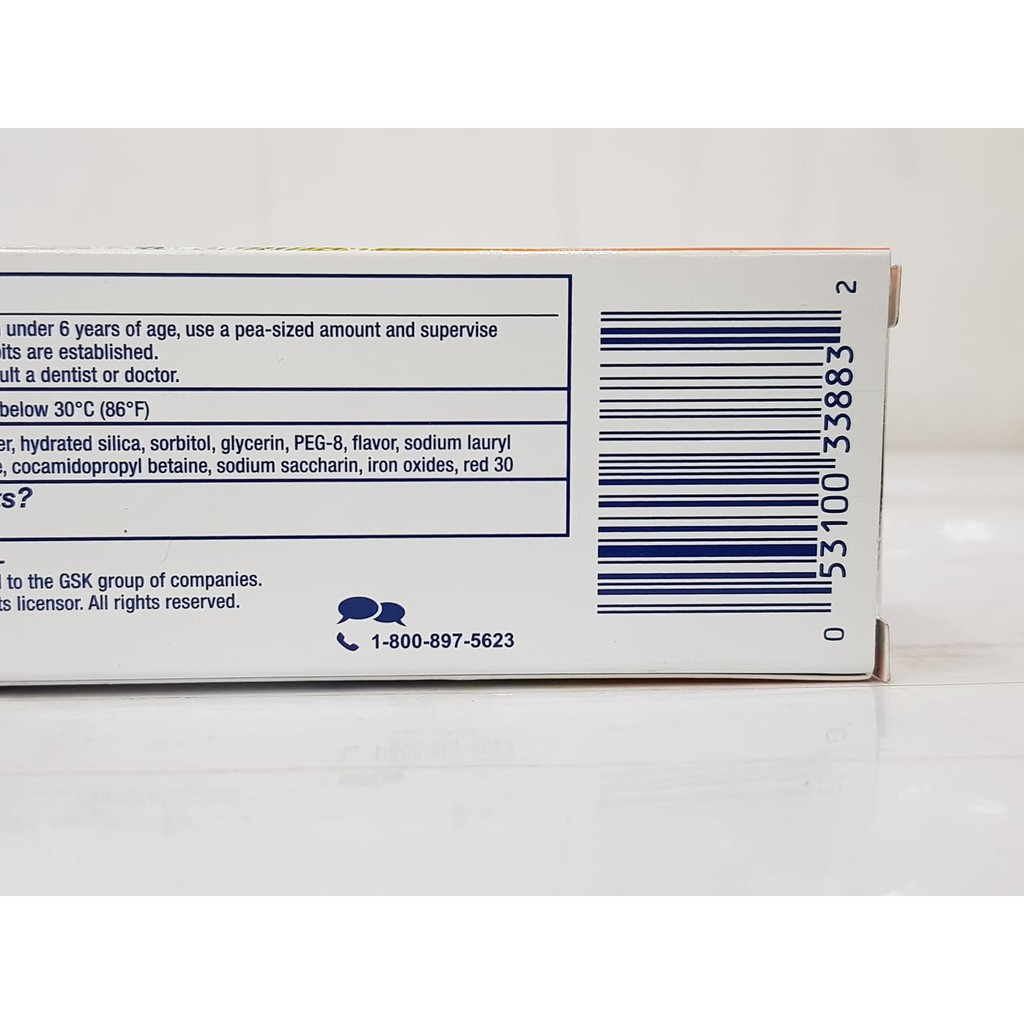 under 6 years of age, use a pea-sized amount and supervise
its are established.
ult a dentist or doctor.
below 30°C (86°F)
er, hydrated silica, sorbitol, glycerin, PEG-8, flavor, sodium lauryl
e, cocamidopropyl betaine, sodium saccharin, iron oxides, red 30
ts?
to the GSK group of companies.
ts licensor. All rights reserved.
1-800-897-5623
0 53100 33883 2